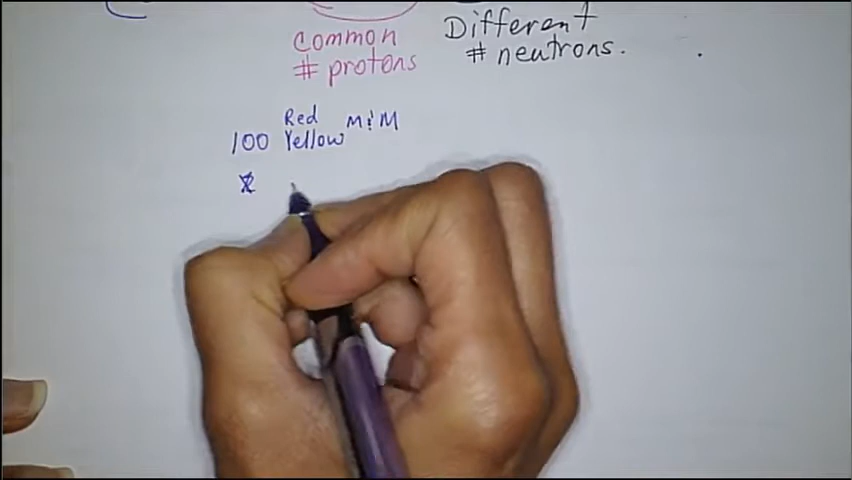 Common
# protons
Different
# neutrons.
Red
100 Yellow M&M